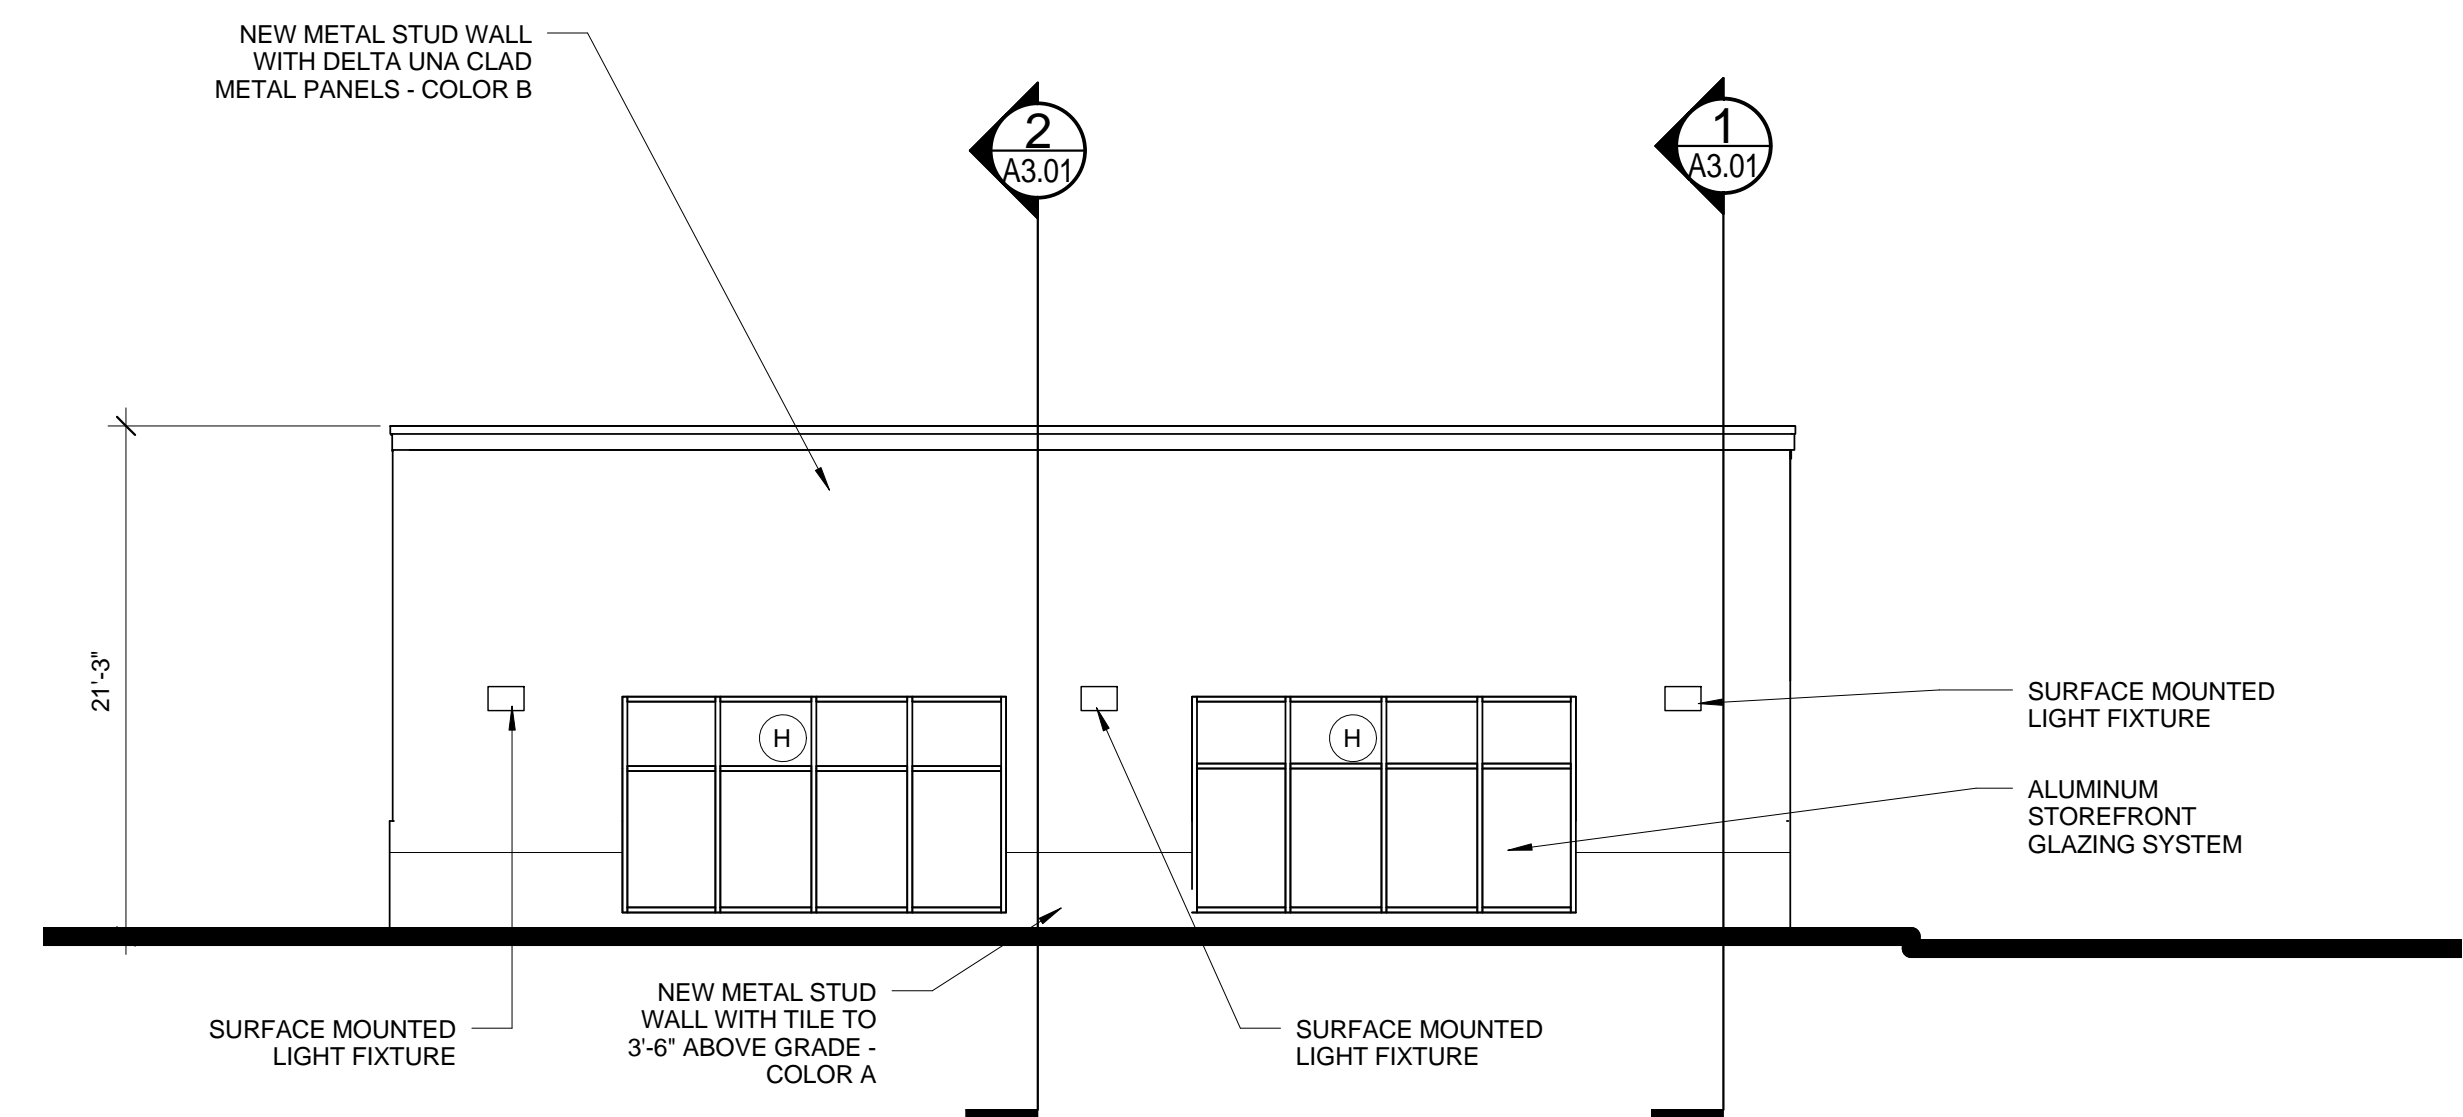 NEW METAL STUD WALL
WITH DELTA UNA CLAD
METAL PANELS - COLOR B
2
A3.01
1
A3.01
21'-3"
H
H
SURFACE MOUNTED
LIGHT FIXTURE
ALUMINUM
STOREFRONT
GLAZING SYSTEM
SURFACE MOUNTED
LIGHT FIXTURE
NEW METAL STUD
WALL WITH TILE TO
3'-6" ABOVE GRADE -
COLOR A
SURFACE MOUNTED
LIGHT FIXTURE